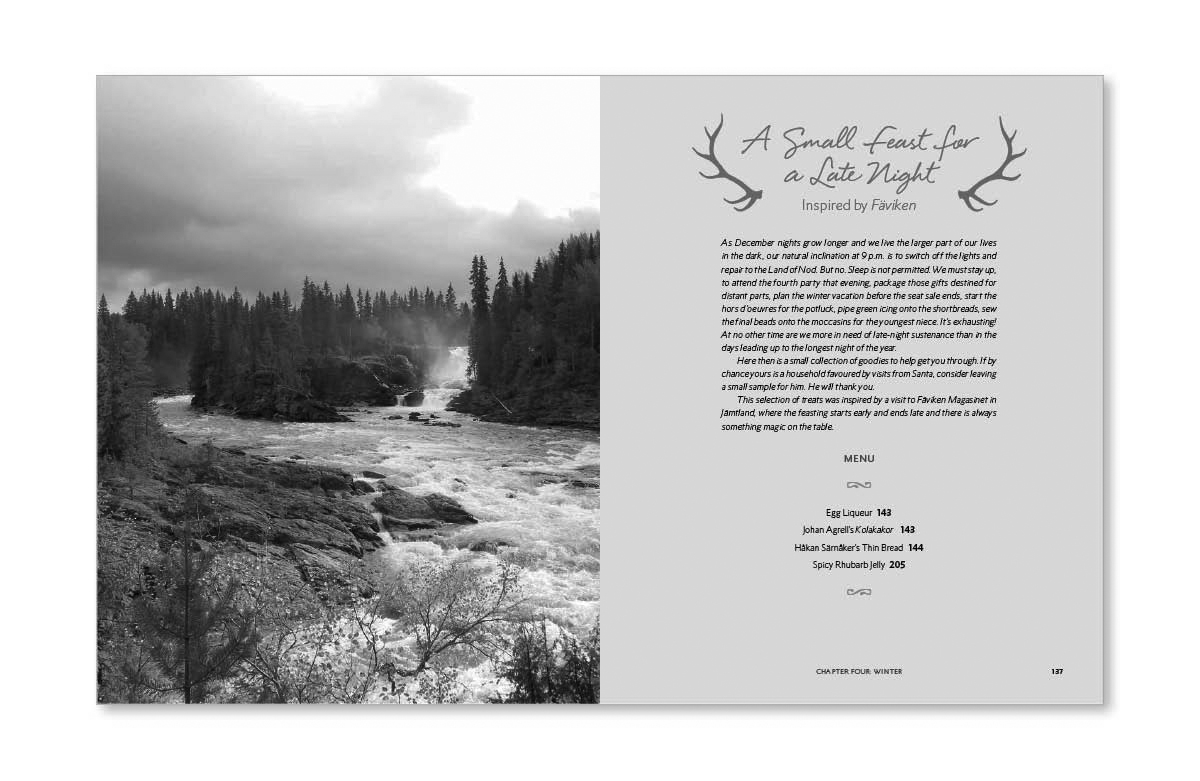 A Small Feast for
a Late Night
Inspired by Fäviken
As December nights grow longer and we live the larger part of our lives
in the dark, our natural inclination at 9 p.m. is to switch off the lights and
repair to the Land of Nod. But no. Sleep is not permitted. We must stay up,
to attend the fourth party that evening, package those gifts destined for
distant parts, plan the winter vacation before the seat sale ends, start the
hors d'oeuvres for the potluck, pipe green icing onto the shortbreads, sew
the final beads onto the moccasins for the youngest niece. It's exhausting!
At no other time are we more in need of late-night sustenance than in the
days leading up to the longest night of the year.
Here then is a small collection of goodies to help get you through. If by
chance yours is a household favoured by visits from Santa, consider leaving
a small sample for him. He will thank you.
This selection of treats was inspired by a visit to Fäviken Magasinet in
Jämtland, where the feasting starts early and ends late and there is always
something magic on the table.
MENU
Egg Liqueur 143
Johan Agrell's Kolakakor 143
Håkan Särnåker's Thin Bread 144
Spicy Rhubarb Jelly 205
CHAPTER FOUR: WINTER 137